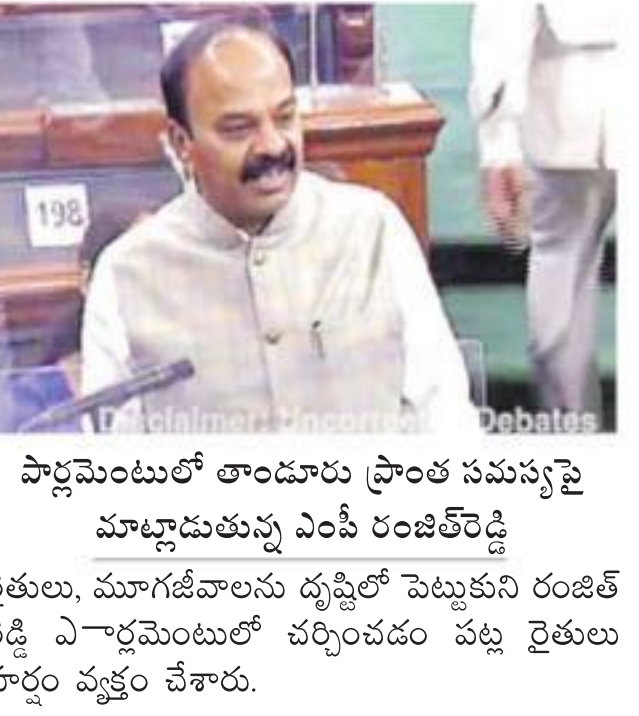 198
Disclaimer: Uncorrected Debates
పార్లమెంటులో తాండూరు ప్రాంత సమస్యపై
మాట్లాడుతున్న ఎంపీ రంజిత్‌రెడ్డి
రైతులు, మూగజీవాలను దృష్టిలో పెట్టుకుని రంజిత్
రెడ్డి పార్లమెంటులో చర్చించడం పట్ల రైతులు
హర్షం వ్యక్తం చేశారు.